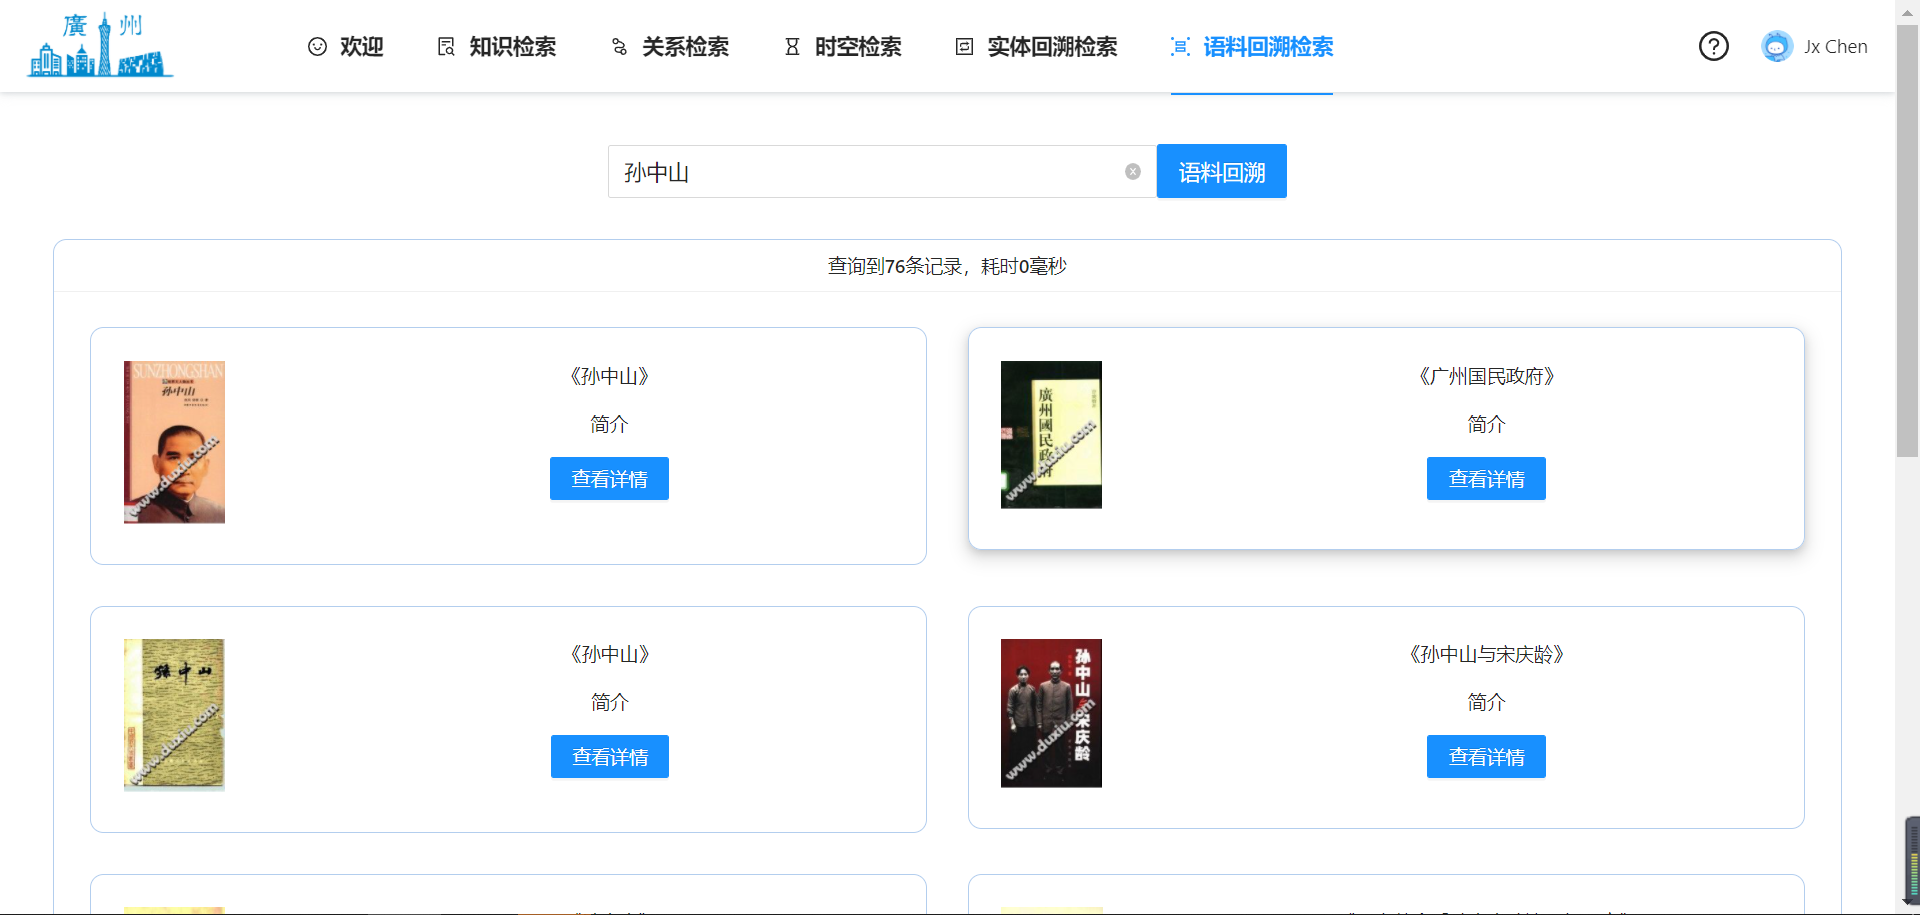 廣 州
欢迎
知识检索
关系检索
时空检索
实体回溯检索
语料回溯检索
Jx Chen
孙中山
语料回溯
查询到76条记录，耗时0毫秒
SUNZHONGSHAN
孙中山
www.duxiu.com
《孙中山》
简介
查看详情
廣州國民政府
www.duxiu.com
《广州国民政府》
简介
查看详情
孫中山
www.duxiu.com
《孙中山》
简介
查看详情
孙中山与宋庆龄
www.duxiu.com
《孙中山与宋庆龄》
简介
查看详情